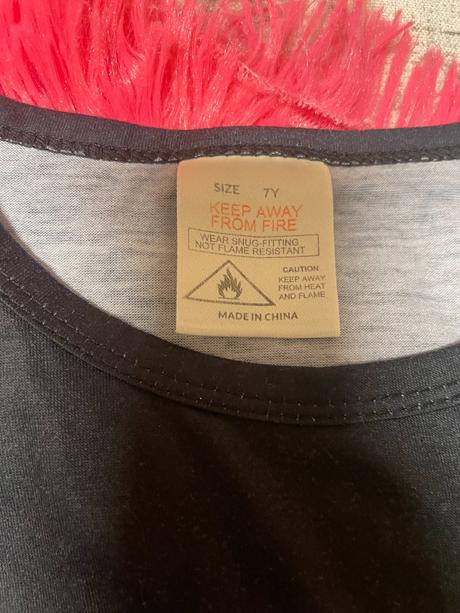 SIZE 7Y
KEEP AWAY
FROM FIRE
WEAR SNUG-FITTING
NOT FLAME RESISTANT
CAUTION
KEEP AWAY
FROM HEAT
AND FLAME
MADE IN CHINA